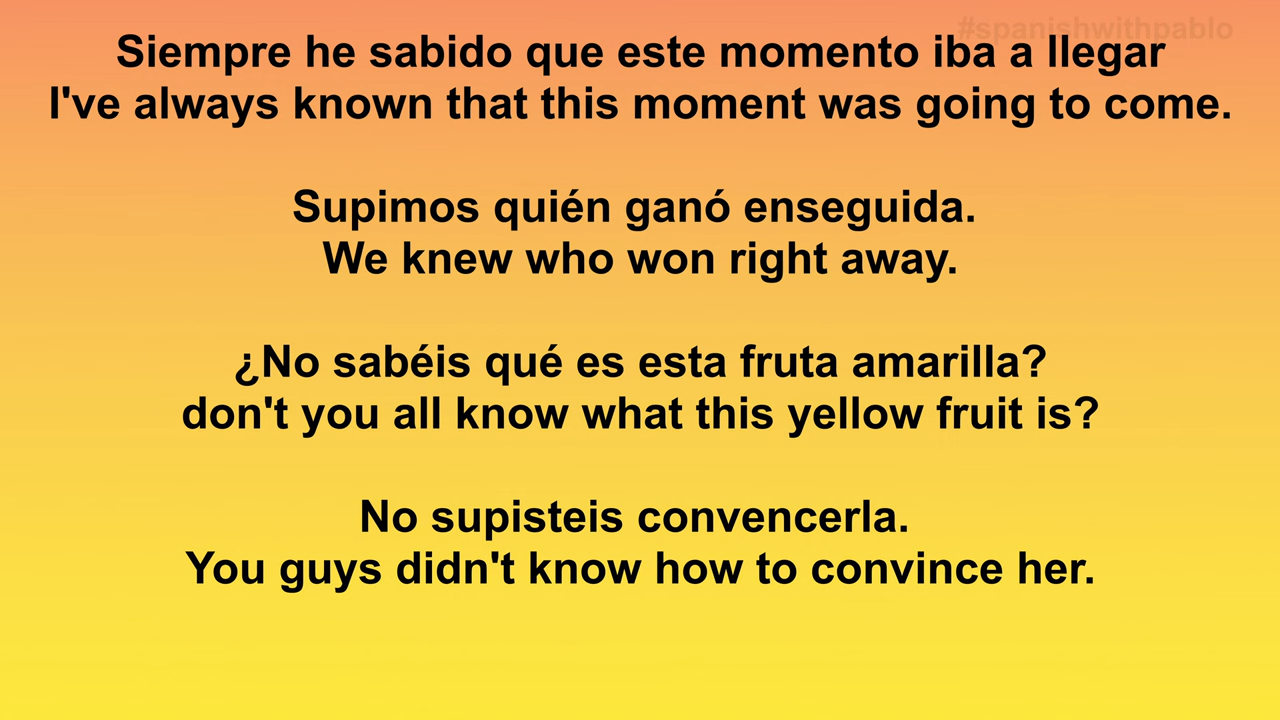 #spanishwithpablo
Siempre he sabido que este momento iba a llegar
I've always known that this moment was going to come.
Supimos quién ganó enseguida.
We knew who won right away.
¿No sabéis qué es esta fruta amarilla?
don't you all know what this yellow fruit is?
No supisteis convencerla.
You guys didn't know how to convince her.